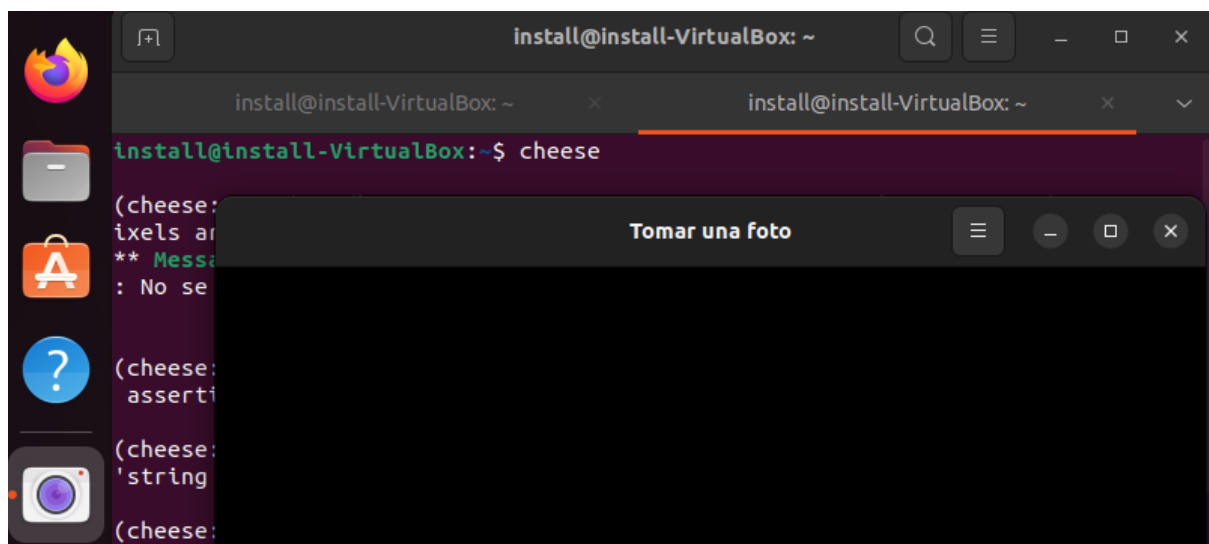 install@install-VirtualBox: ~
install@install-VirtualBox: ~
install@install-VirtualBox: ~
install@install-VirtualBox:~$ cheese
(cheese:
ixels
** Messa
: No se
(cheese:
asserti
(cheese:
'string
(cheese:
Tomar una foto